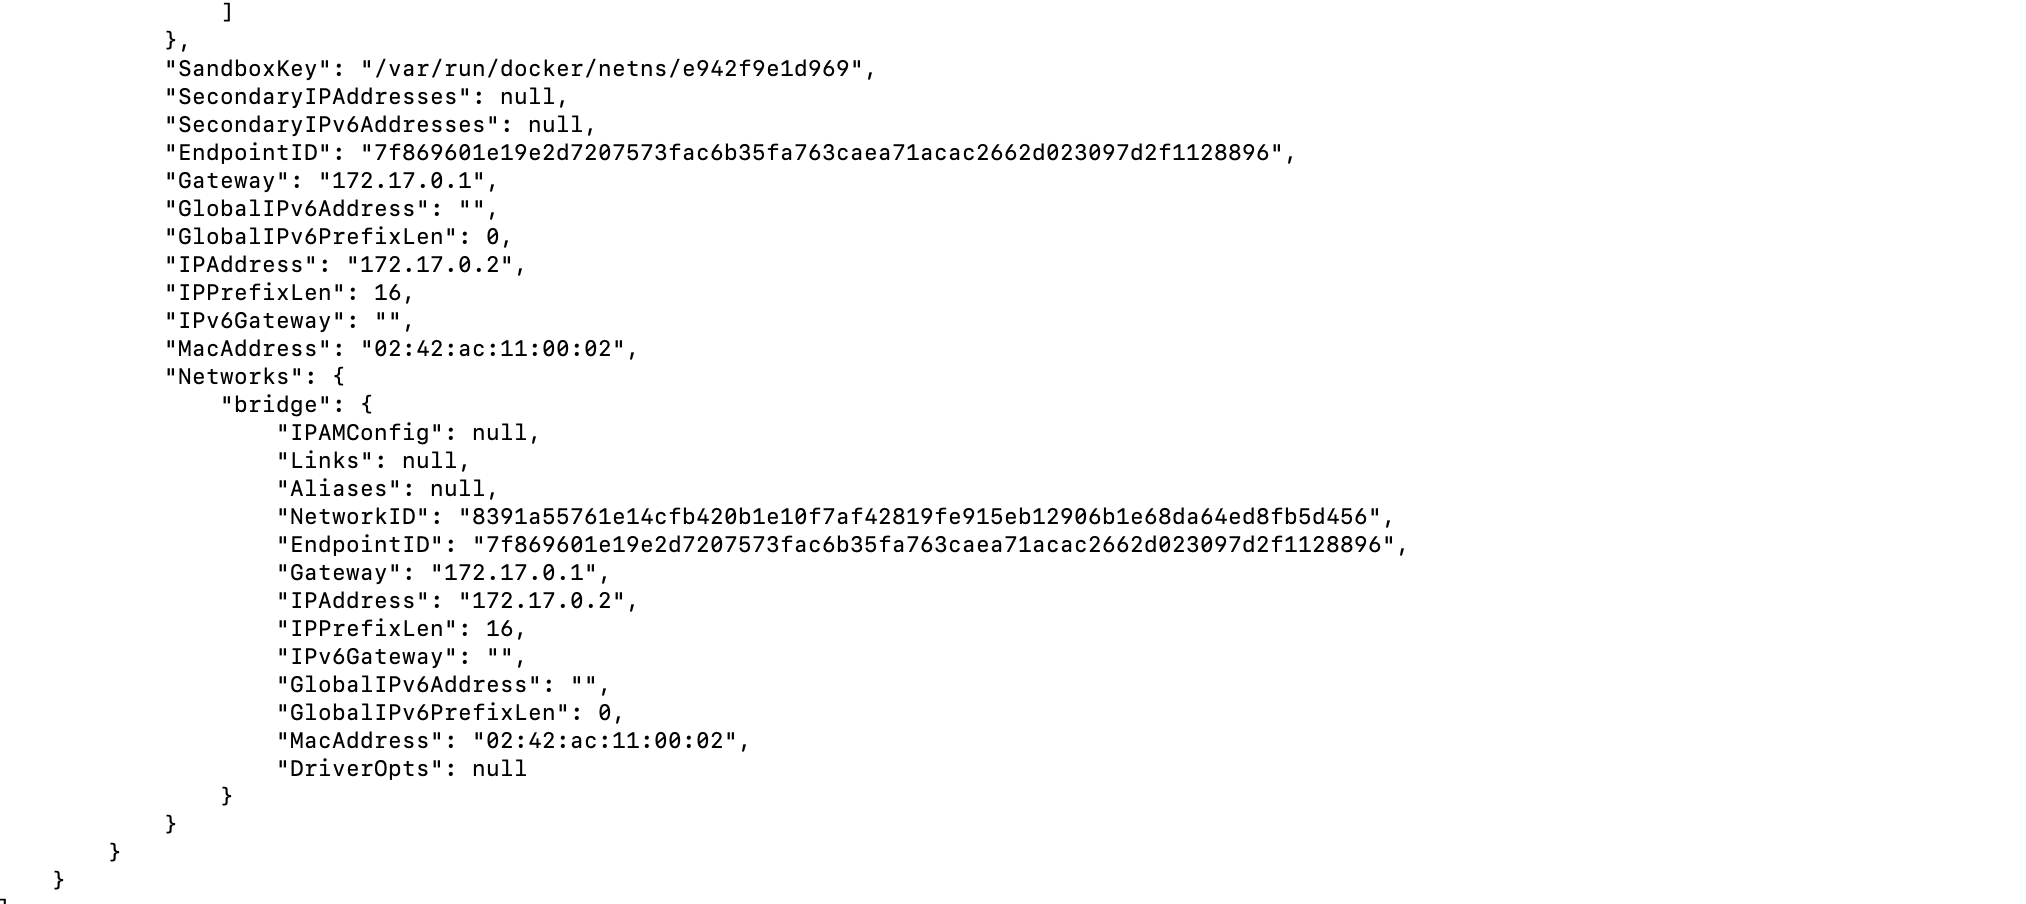 ]
},
"SandboxKey": "/var/run/docker/netns/e942f9e1d969",
"SecondaryIPAddresses": null,
"SecondaryIPv6Addresses": null,
"EndpointID": "7f869601e19e2d7207573fac6b35fa763caea71acac2662d023097d2f1128896",
"Gateway": "172.17.0.1",
"GlobalIPv6Address": "",
"GlobalIPv6PrefixLen": 0,
"IPAddress": "172.17.0.2",
"IPPrefixLen": 16,
"IPv6Gateway": "",
"MacAddress": "02:42:ac:11:00:02",
"Networks": {
"bridge": {
"IPAMConfig": null,
"Links": null,
"Aliases": null,
"NetworkID": "8391a55761e14cfb420b1e10f7af42819fe915eb12906b1e68da64ed8fb5d456",
"EndpointID": "7f869601e19e2d7207573fac6b35fa763caea71acac2662d023097d2f1128896",
"Gateway": "172.17.0.1",
"IPAddress": "172.17.0.2",
"IPPrefixLen": 16,
"IPv6Gateway": "",
"GlobalIPv6Address": "",
"GlobalIPv6PrefixLen": 0,
"MacAddress": "02:42:ac:11:00:02",
"DriverOpts": null
}
}
}
}